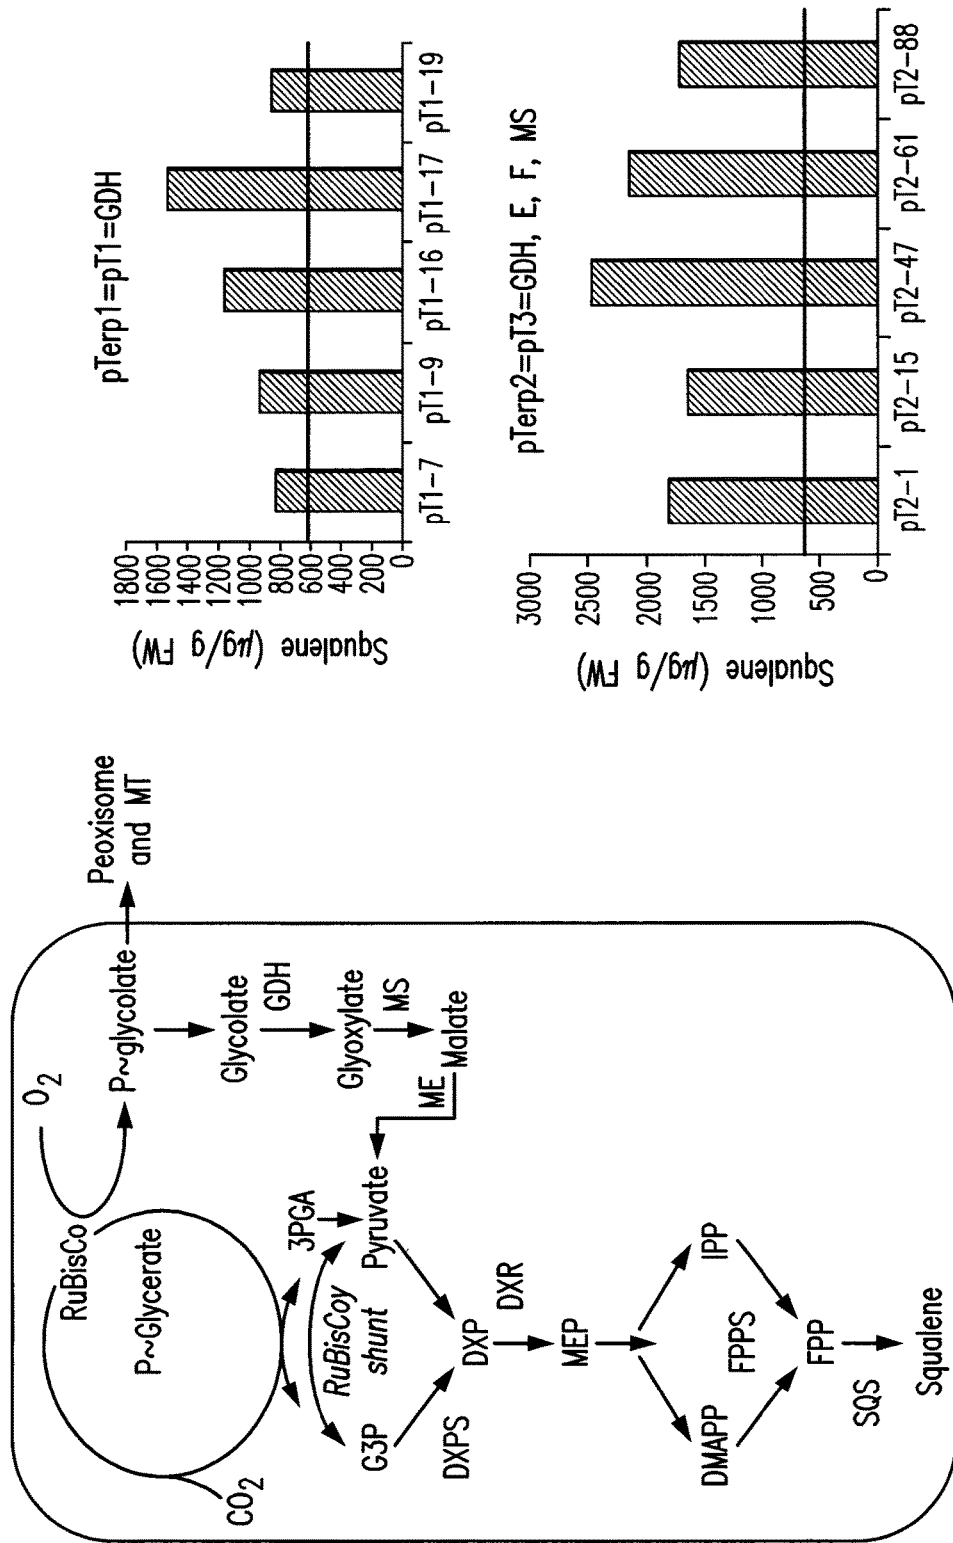 O2
RuBisCo
P~Glycerate
CO2
P~glycolate
Peoxisome
and MT
Glycolate
GDH
Glyoxylate
MS
Malate
ME
3PGA
Pyruvate
RuBisCoy
shunt
G3P
DXPS
DXP
DXR
MEP
DMAPP
IPP
FPPS
FPP
SQS
Squalene
pTerp1=pT1=GDH
Squalene (µg/g FW)
1800
1600
1400
1200
1000
800
600
400
200
0
pT1-7
pT1-9
pT1-16
pT1-17
pT1-19
pTerp2=pT3=GDH, E, F, MS
Squalene (µg/g FW)
3000
2500
2000
1500
1000
500
0
pT2-1
pT2-15
pT2-47
pT2-61
pT2-88